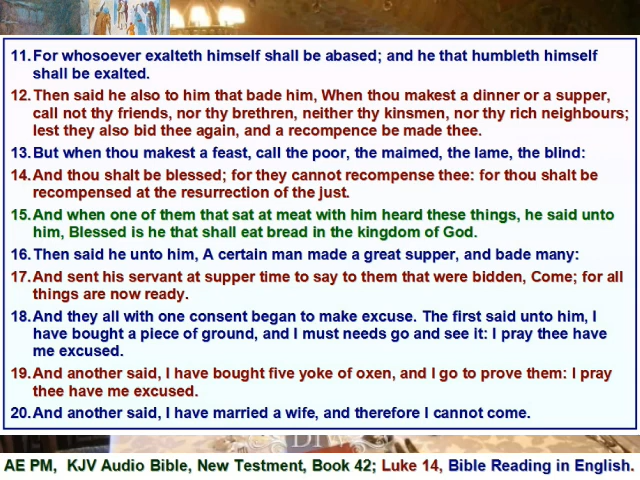 11. For whosoever exalteth himself shall be abased; and he that humbleth himself
shall be exalted.
12. Then said he also to him that bade him, When thou makest a dinner or a supper,
call not thy friends, nor thy brethren, neither thy kinsmen, nor thy rich neighbours;
lest they also bid thee again, and a recompence be made thee.
13. But when thou makest a feast, call the poor, the maimed, the lame, the blind:
14. And thou shalt be blessed; for they cannot recompense thee: for thou shalt be
recompensed at the resurrection of the just.
15. And when one of them that sat at meat with him heard these things, he said unto
him, Blessed is he that shall eat bread in the kingdom of God.
16. Then said he unto him, A certain man made a great supper, and bade many:
17. And sent his servant at supper time to say to them that were bidden, Come; for all
things are now ready.
18. And they all with one consent began to make excuse. The first said unto him, I
have bought a piece of ground, and I must needs go and see it: I pray thee have
me excused.
19. And another said, I have bought five yoke of oxen, and I go to prove them: I pray
thee have me excused.
20. And another said, I have married a wife, and therefore I cannot come.
AE PM, KJV Audio Bible, New Testment, Book 42; Luke 14, Bible Reading in English.